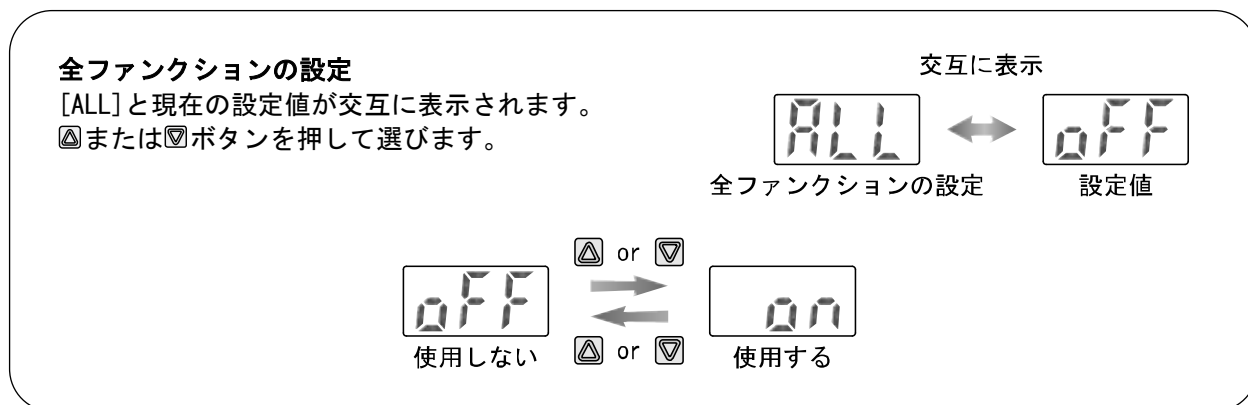 全ファンクションの設定
[ALL]と現在の設定値が交互に表示されます。
△または▽ボタンを押して選びます。
交互に表示
ALL
oFF
全ファンクションの設定
設定値
△ or ▽
oFF
on
使用しない
△ or ▽
使用する